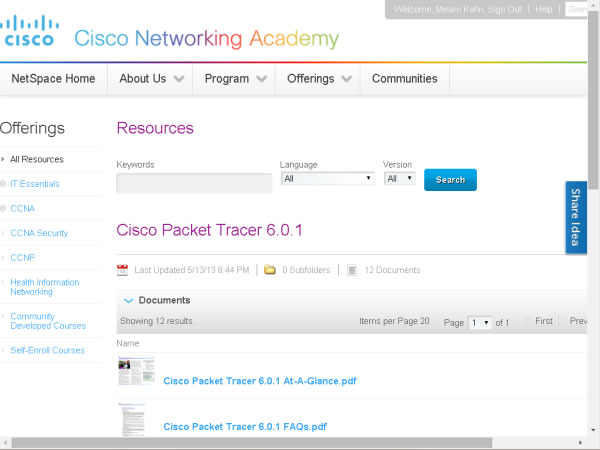 Welcome, Miriam Kahn, Sign Out | Help |
CISCO Cisco Networking Academy
NetSpace Home About Us Program Offerings Communities
Offerings
All Resources
IT Essentials
CCNA
CCNA Security
CCNP
Health Information
Networking
Community
Developed Courses
Self-Enroll Courses
Resources
Keywords Language Version
All All Search
Share Idea
Cisco Packet Tracer 6.0.1
Last Updated 5/13/13 6:44 PM | 0 Subfolders | 12 Documents
Documents
Showing 12 results. Items per Page 20 Page 1 of 1 First Prev
Name
Cisco Packet Tracer 6.0.1 At-A-Glance.pdf
Cisco Packet Tracer 6.0.1 FAQs.pdf